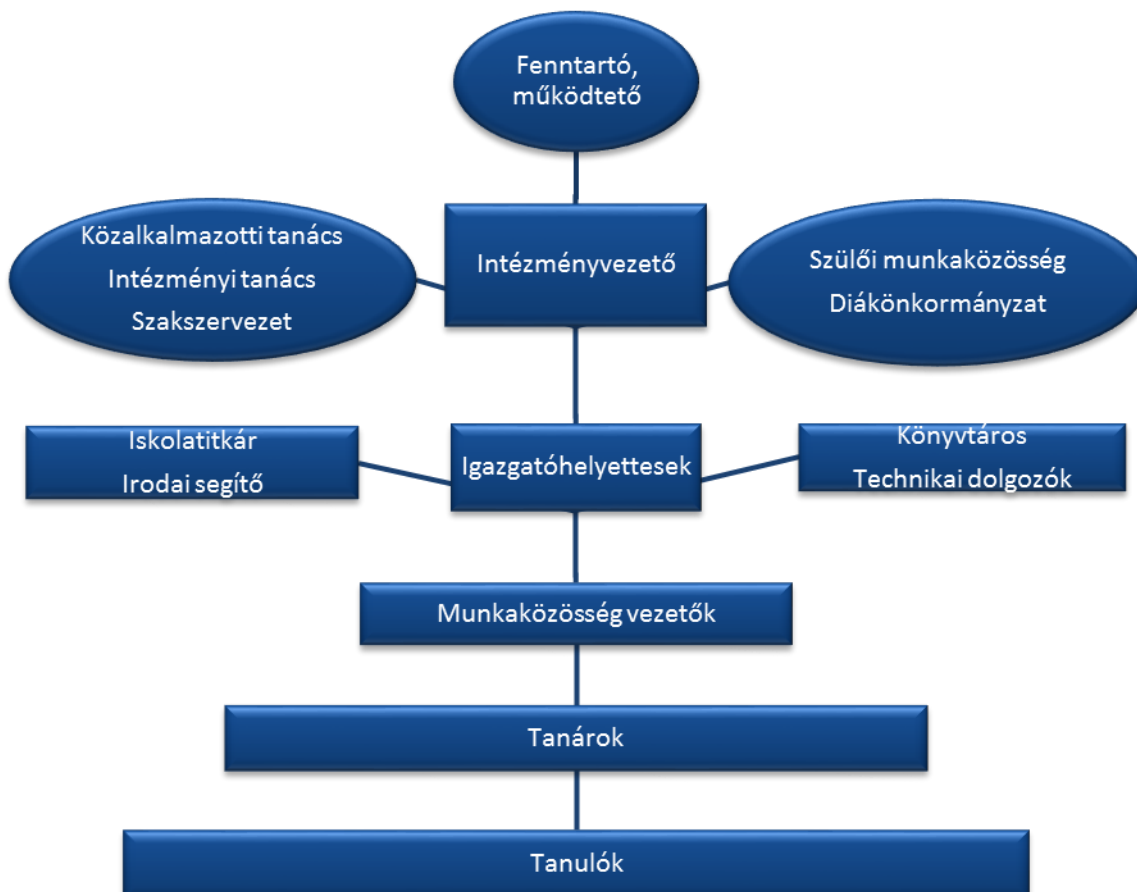 Fenntartó,
működtető
Közalkalmazotti tanács
Intézményi tanács
Szakszervezet
Intézményvezető
Szülői munkaközösség
Diákönkormányzat
Iskolatitkár
Irodai segítő
Igazgatóhelyettesek
Könyvtáros
Technikai dolgozók
Munkaközösség vezetők
Tanárok
Tanulók